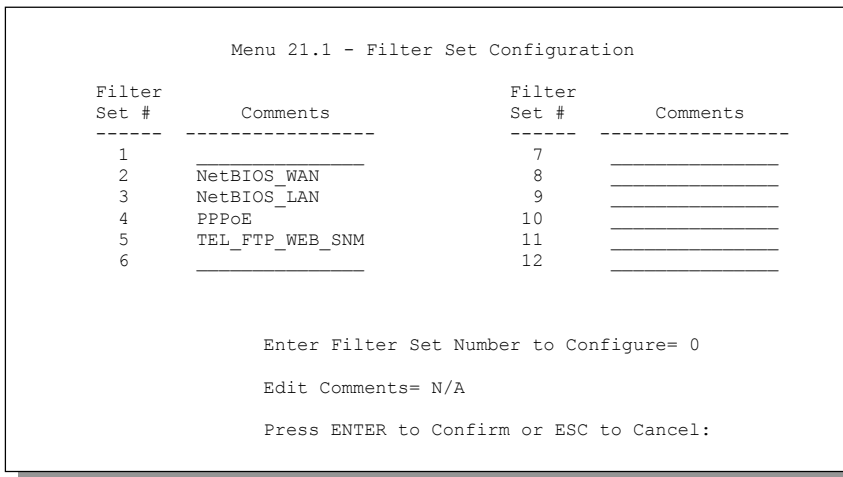 Menu 21.1 - Filter Set Configuration
Filter Filter
Set # Comments Set # Comments
------ ----------------- ------ -----------------
1 _______________ 7 _______________
2 NetBIOS_WAN 8 _______________
3 NetBIOS_LAN 9 _______________
4 PPPoE 10 _______________
5 TEL_FTP_WEB_SNM 11 _______________
6 _______________ 12 _______________
Enter Filter Set Number to Configure= 0
Edit Comments= N/A
Press ENTER to Confirm or ESC to Cancel: